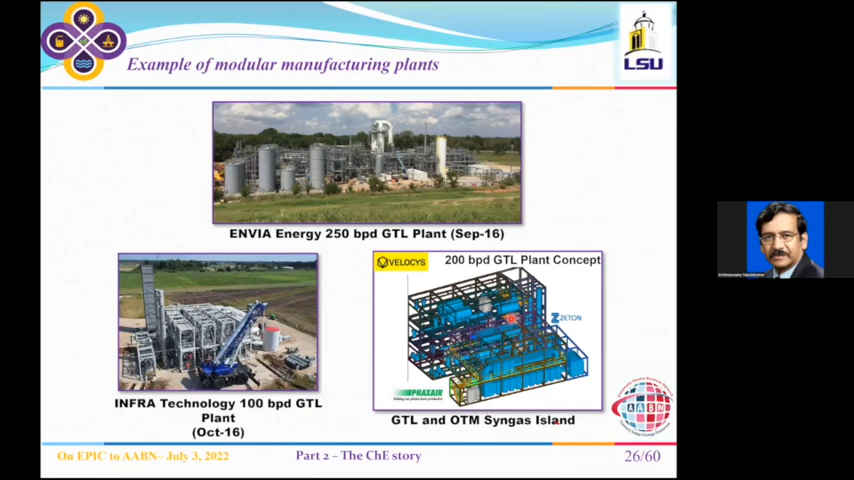 Example of modular manufacturing plants
LSU
ENVIA Energy 250 bpd GTL Plant (Sep-16)
VELOCYS
200 bpd GTL Plant Concept
ZETON
PRAXAIR
INFRA Technology 100 bpd GTL
Plant
(Oct-16)
GTL and OTM Syngas Island
AABN
On EPIC to AABN– July 3, 2022
Part 2 – The ChE story
26/60